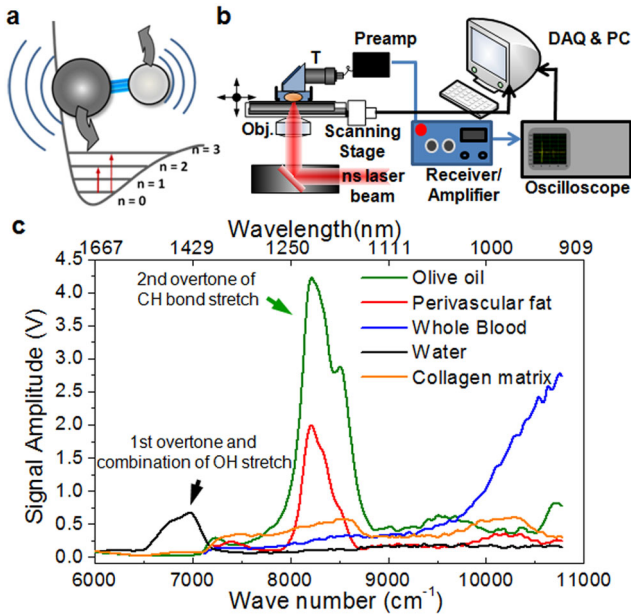 a
n = 3
n = 2
n = 1
n = 0
b
T
Preamp
DAQ & PC
Obj.
Scanning
Stage
ns laser
beam
Receiver/
Amplifier
Oscilloscope
c
Wavelength(nm)
1667 1429 1250 1111 1000 909
4.5
4.0
3.5
3.0
2.5
2.0
1.5
1.0
0.5
0.0
Signal Amplitude (V)
2nd overtone of
CH bond stretch
1st overtone and
combination of OH stretch
Olive oil
Perivascular fat
Whole Blood
Water
Collagen matrix
6000 7000 8000 9000 10000 11000
Wave number (cm⁻¹)